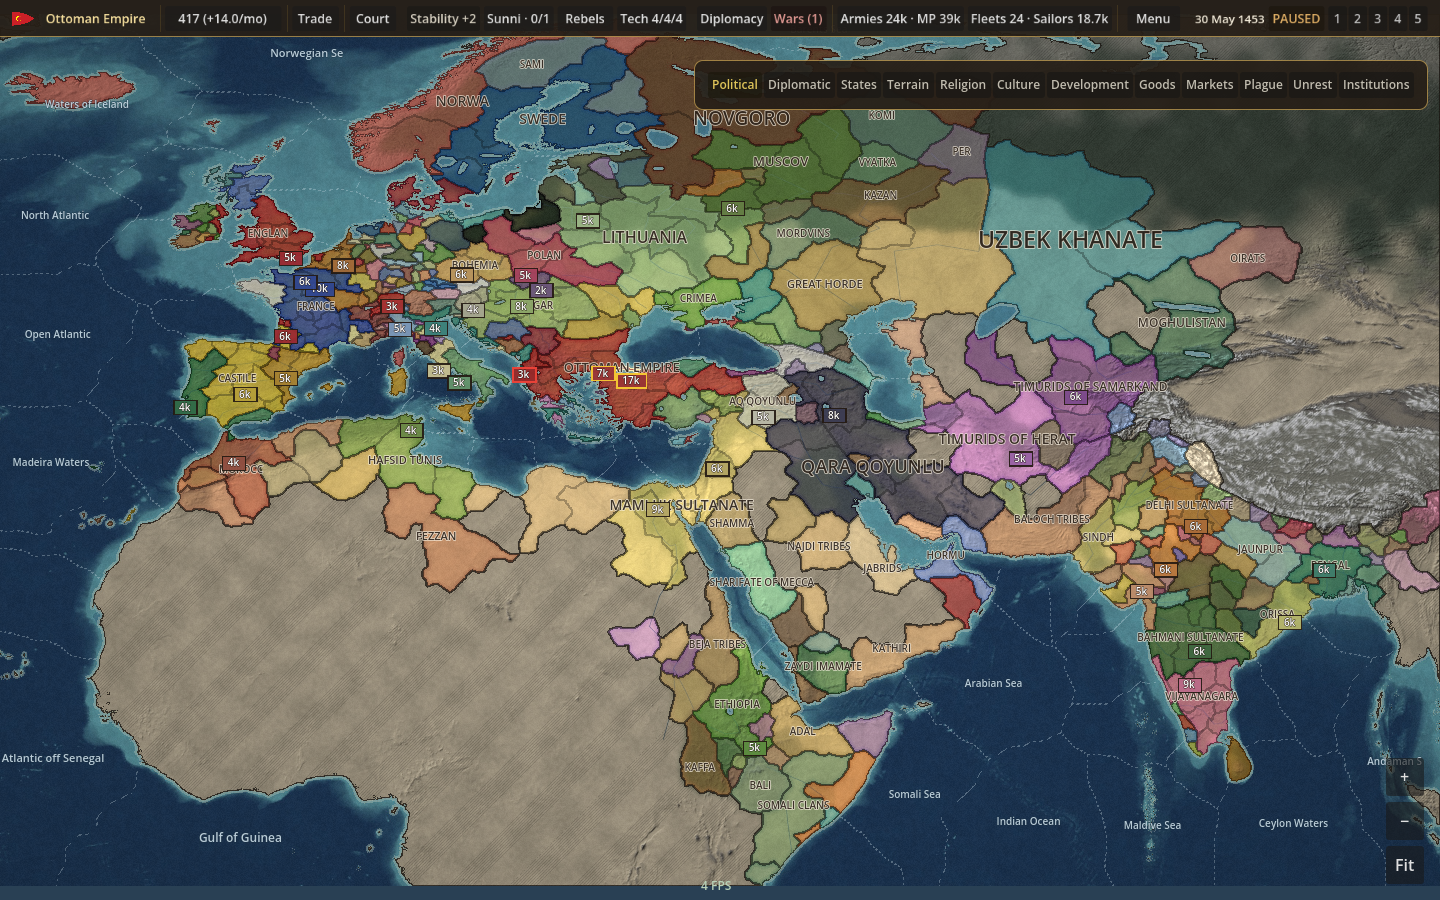 Ottoman Empire 417 (+14.0/mo) Trade Court Stability +2 Sunni · 0/1 Rebels Tech 4/4/4 Diplomacy Wars (1) Armies 24k · MP 39k Fleets 24 · Sailors 18.7k Menu 30 May 1453 PAUSED 1 2 3 4 5
Political Diplomatic States Terrain Religion Culture Development Goods Markets Plague Unrest Institutions
Norwegian Se
SAMI
Waters of Iceland
NORWA
SWEDE
NOVGORO
KOMI
MUSCOV
VYATKA
PER
KAZAN
North Atlantic
6k
5k
ENGLAN
LITHUANIA
MORDVINS
UZBEK KHANATE
5k
POLAN
OIRATS
8k
BOHEMIA
6k
5k
6k
2k
GREAT HORDE
FRANCE
3k
4k
8k
GAR
CRIMEA
Open Atlantic
6k
5k
4k
MOGHULISTAN
CASTILE
5k
3k
5k
3k
OTTOMAN EMPIRE
7k
17k
TIMURIDS OF SAMARKAND
6k
6k
4k
AQ QOYUNLU
5k
8k
4k
TIMURIDS OF HERAT
Madeira Waters
4k
HAFSID TUNIS
6k
QARA QOYUNLU
5k
9k
SHAMMA
BALOCH TRIBES
DELHI SULTANATE
6k
FEZZAN
NAJDI TRIBES
HORMU
SINDH
JAUNPUR
JABRIDS
6k
6k
SHARIFATE OF MECCA
5k
ORISSA
6k
BEJA TRIBES
KATHIRI
BAHMANI SULTANATE
6k
ZAYDI IMAMATE
Arabian Sea
9k
VIJAYANAGARA
ETHIOPIA
ADAL
5k
Atlantic off Senegal
KAFFA
BALI
Somali Sea
SOMALI CLANS
Indian Ocean
Maldive Sea
Ceylon Waters
Gulf of Guinea
+
−
Fit
4 FPS